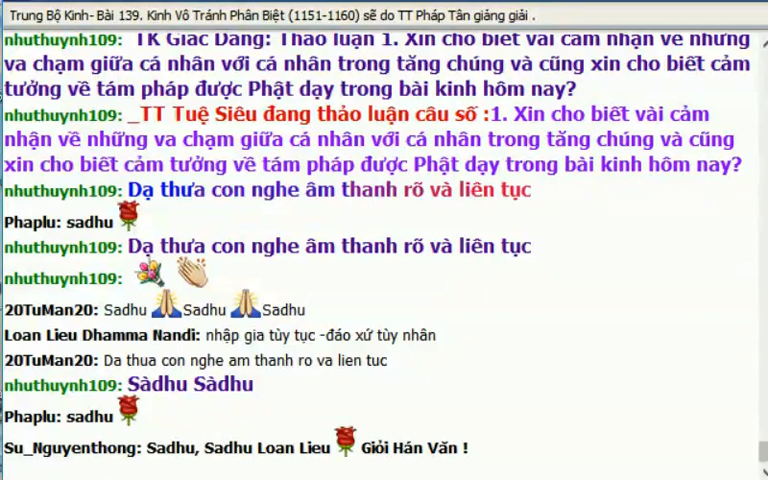 Trung Bộ Kinh- Bài 139. Kinh Vô Tránh Phân Biệt (1151-1160) sẽ do TT Pháp Tân giảng giải .
nhuthuynh109: TK Giác Đẳng: Thảo luận 1. Xin cho biết vài cảm nhận về những
va chạm giữa cá nhân với cá nhân trong tăng chúng và cũng xin cho biết cảm
tưởng về tám pháp được Phật dạy trong bài kinh hôm nay?
nhuthuynh109: _TT Tuệ Siêu đang thảo luận câu số :1. Xin cho biết vài cảm
nhận về những va chạm giữa cá nhân với cá nhân trong tăng chúng và cũng
xin cho biết cảm tưởng về tám pháp được Phật dạy trong bài kinh hôm nay?
nhuthuynh109: Dạ thưa con nghe âm thanh rõ và liên tục
Phaplu: sadhu
nhuthuynh109: Dạ thưa con nghe âm thanh rõ và liên tục
nhuthuynh109:
20TuMan20: Sadhu Sadhu Sadhu
Loan Lieu Dhamma Nandi: nhập gia tùy tục -đáo xứ tùy nhân
20TuMan20: Da thua con nghe am thanh ro va lien tuc
nhuthuynh109: Sàdhu Sàdhu
Phaplu: sadhu
Su_Nguyenthong: Sadhu, Sadhu Loan Lieu Giỏi Hán Văn !